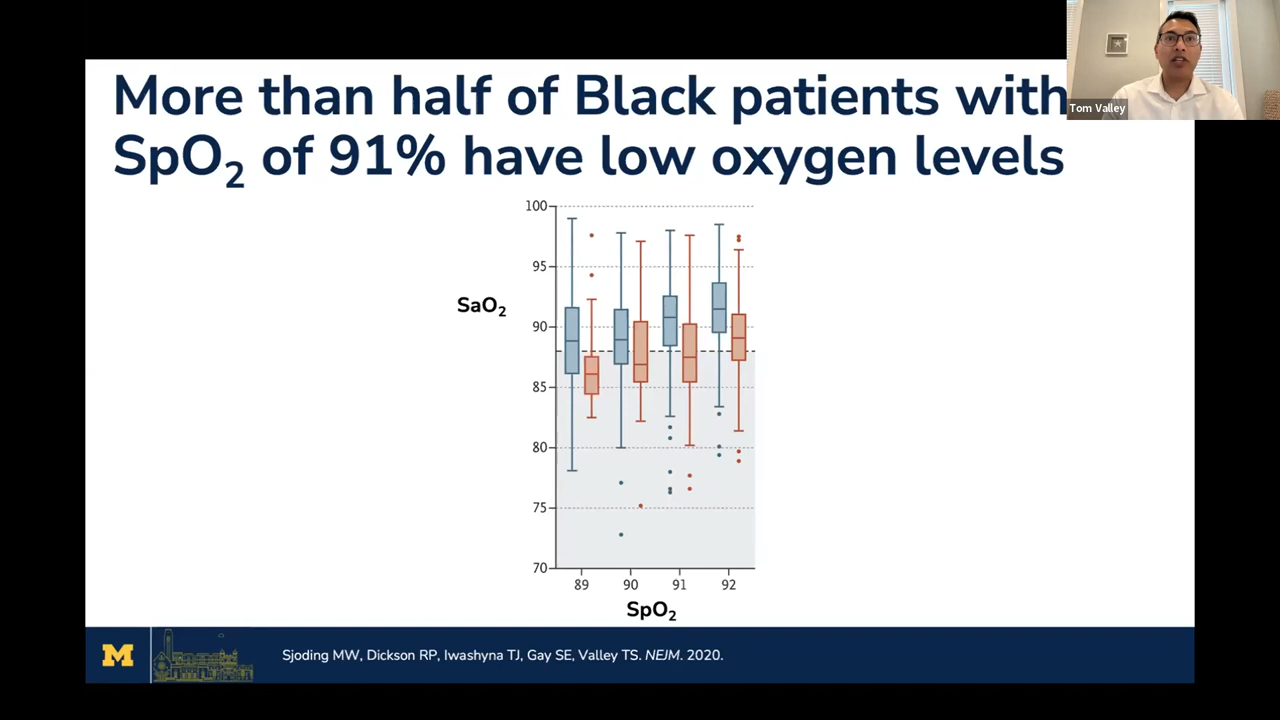 More than half of Black patients with
SpO₂ of 91% have low oxygen levels
Tom Valley
100
95
SaO₂
90
85
80
75
70
89 90 91 92
SpO₂
M
Sjoding MW, Dickson RP, Iwashyna TJ, Gay SE, Valley TS. NEJM. 2020.